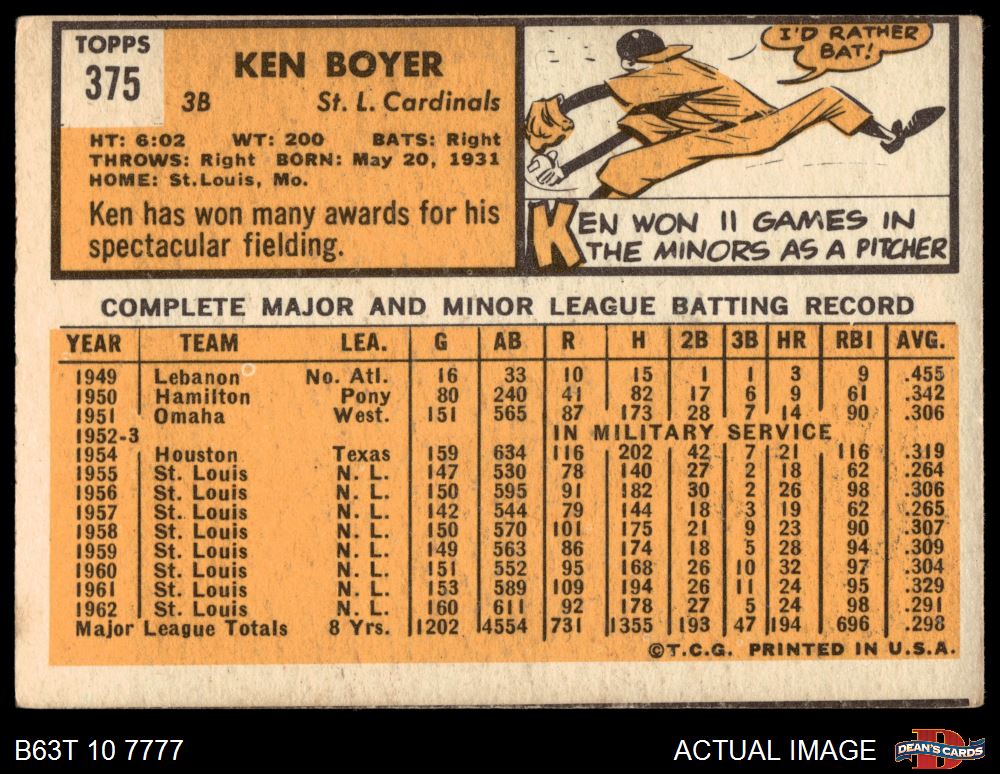 TOPPS
375
KEN BOYER
3B St. L. Cardinals
HT: 6:02 WT: 200 BATS: Right
THROWS: Right BORN: May 20, 1931
HOME: St.Louis, Mo.
Ken has won many awards for his
spectacular fielding.
I'D RATHER
BAT!
KEN WON 11 GAMES IN
THE MINORS AS A PITCHER
COMPLETE MAJOR AND MINOR LEAGUE BATTING RECORD
YEAR TEAM LEA. G AB R H 2B 3B HR RBI AVG.
1949 Lebanon No. Atl. 16 33 10 15 1 1 3 9 .455
1950 Hamilton Pony 80 240 41 82 17 6 9 61 .342
1951 Omaha West. 151 565 87 173 28 7 14 90 .306
1952-3 IN MILITARY SERVICE
1954 Houston Texas 159 634 116 202 42 7 21 116 .319
1955 St. Louis N. L. 147 530 78 140 27 2 18 62 .264
1956 St. Louis N. L. 150 595 91 182 30 2 26 98 .306
1957 St. Louis N. L. 142 544 79 144 18 3 19 62 .265
1958 St. Louis N. L. 150 570 101 175 21 9 23 90 .307
1959 St. Louis N. L. 149 563 86 174 18 5 28 94 .309
1960 St. Louis N. L. 151 552 95 168 26 10 32 97 .304
1961 St. Louis N. L. 153 589 109 194 26 11 24 95 .329
1962 St. Louis N. L. 160 611 92 178 27 5 24 98 .291
Major League Totals 8 Yrs. 1202 4554 731 1355 193 47 194 696 .298
©T.C.G. PRINTED IN U.S.A.
B63T 10 7777 ACTUAL IMAGE
DEAN'S CARDS